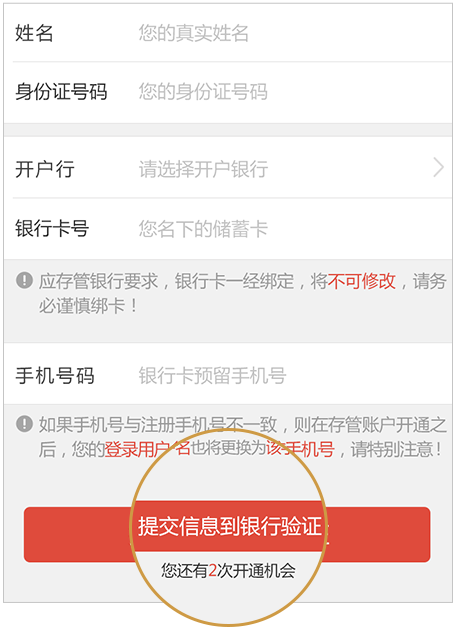 姓名 您的真实姓名
身份证号码 您的身份证号码
开户行 请选择开户银行
银行卡号 您名下的储蓄卡
应存管银行要求，银行卡一经绑定，将不可修改，请务
必谨慎绑卡！
手机号码 银行卡预留手机号
如果手机号与注册手机号不一致，则在存管账户开通之
后，您的登录用户名也将更换为该手机号，请特别注意！
提交信息到银行验证
您还有2次开通机会